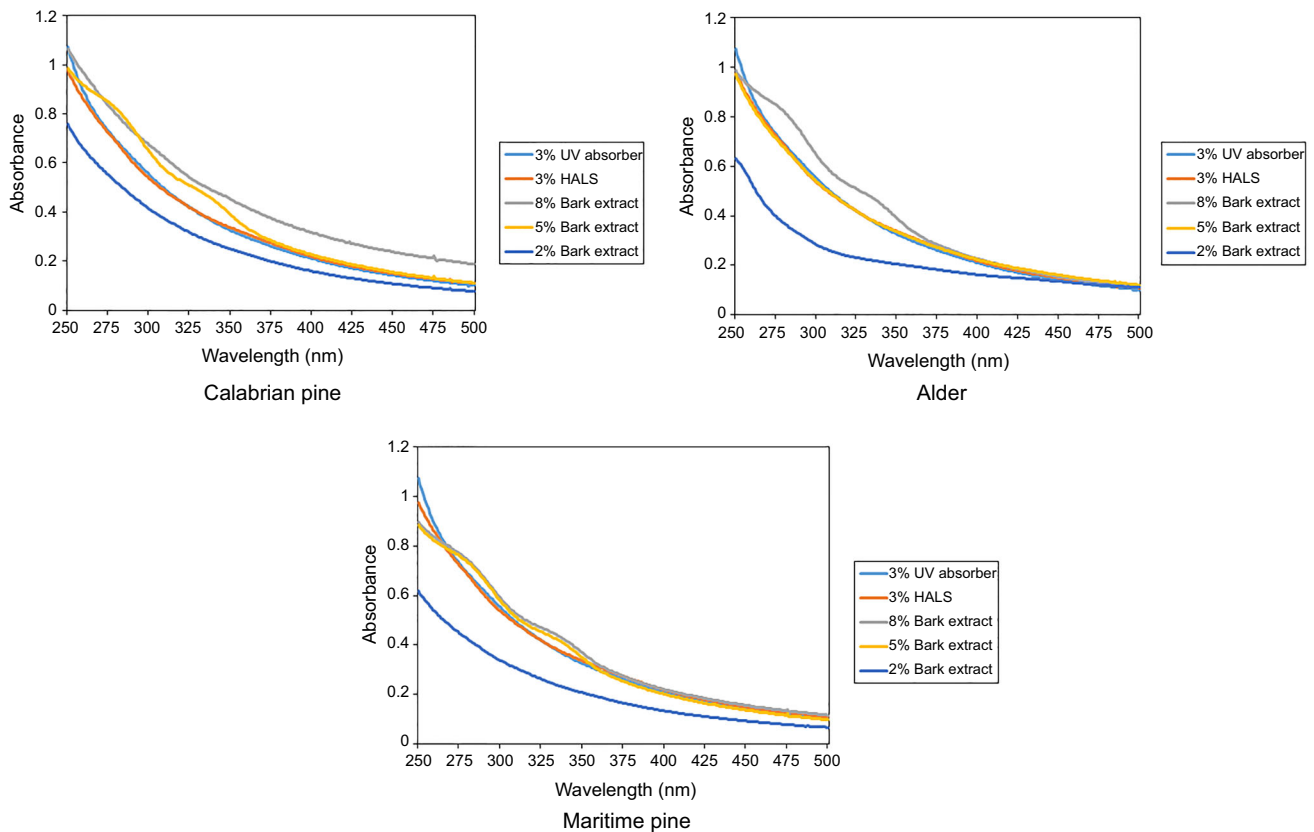 1.2
1
0.8
0.6
0.4
0.2
0
Absorbance
250 275 300 325 350 375 400 425 450 475 500
Wavelength (nm)
3% UV absorber
3% HALS
8% Bark extract
5% Bark extract
2% Bark extract
Calabrian pine
1.2
1
0.8
0.6
0.4
0.2
0
Absorbance
250 275 300 325 350 375 400 425 450 475 500
Wavelength (nm)
3% UV absorber
3% HALS
8% Bark extract
5% Bark extract
2% Bark extract
Alder
1.2
1
0.8
0.6
0.4
0.2
0
Absorbance
250 275 300 325 350 375 400 425 450 475 500
Wavelength (nm)
3% UV absorber
3% HALS
8% Bark extract
5% Bark extract
2% Bark extract
Maritime pine